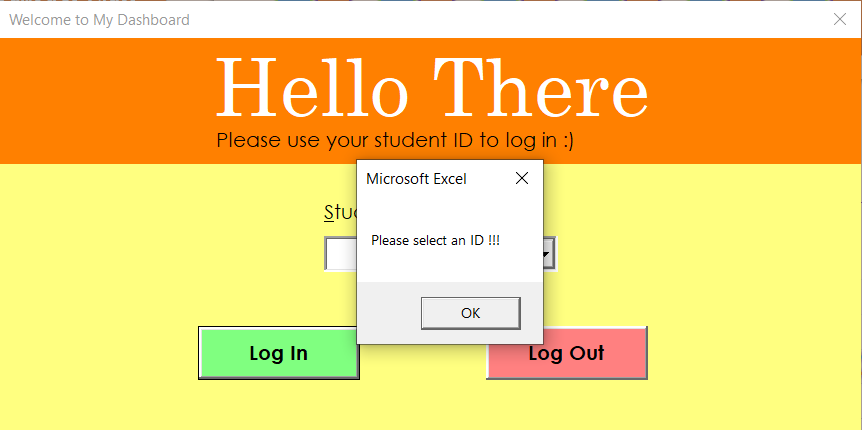 Welcome to My Dashboard
Hello There
Please use your student ID to log in :)
Microsoft Excel
Please select an ID !!!
OK
Log In
Log Out